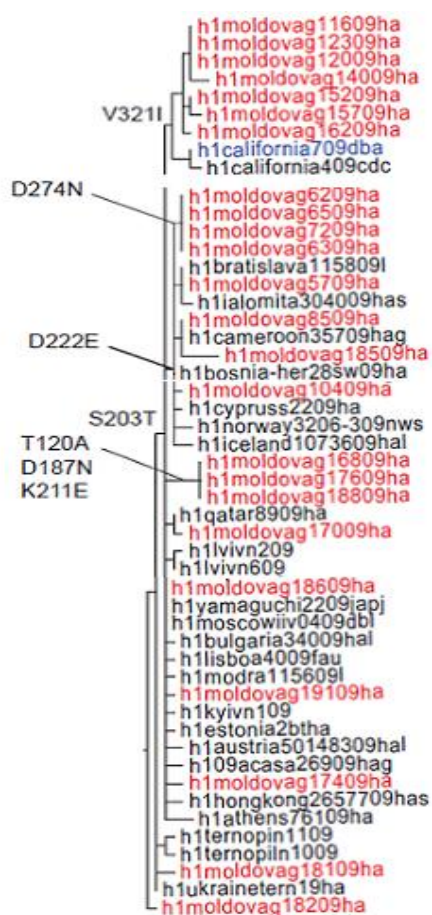 h1moldovag11609ha
h1moldovag12309ha
h1moldovag12009ha
h1moldovag14009ha
h1moldovag15209ha
V321I
h1moldovag15709ha
h1moldovag16209ha
h1california709dba
h1california409cdc
D274N
h1moldovag6209ha
h1moldovag6509ha
h1moldovag7209ha
h1moldovag6309ha
h1bratislava115809l
h1moldovag5709ha
h1ialomita304009has
h1moldovag8509ha
D222E
h1cameroon35709hag
h1moldovag18509ha
h1bosnia-her28sw09ha
h1moldovag10409ha
S203T
h1cypruss2209ha
h1norway3206-309nws
T120A
h1iceland1073609hal
D187N
h1moldovag16809ha
K211E
h1moldovag17609ha
h1moldovag18809ha
h1qatar8909ha
h1moldovag17009ha
h1lvivn209
h1lvivn609
h1moldovag18609ha
h1yamaguchi2209japj
h1moscowiiv0409dbl
h1bulgaria34009hal
h1lisboa4009fau
h1modra115609l
h1moldovag19109ha
h1kyivn109
h1estonia2btha
h1austria50148309hal
h109acasa26909hag
h1moldovag17409ha
h1hongkong2657709has
h1athens76109ha
h1ternopin1109
h1ternopiln1009
h1moldovag18109ha
h1ukrainetern19ha
h1moldovag18209ha